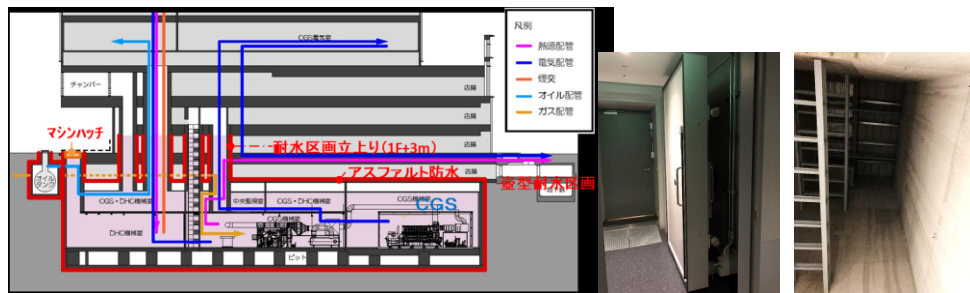 CGS電気室
凡例
熱源配管
電気配管
煙突
オイル配管
ガス配管
チャンバー
店舗
店舗
マシンハッチ
耐水区画立上り(1F+3m)
店舗
アスファルト防水
店舗
オイル
タンク
壺型耐水区画
CGS・DHC機械室
中央監視室
CGS・DHC機械室
CGS機械室
CGS
CGS機械室
DHC機械室
ピット